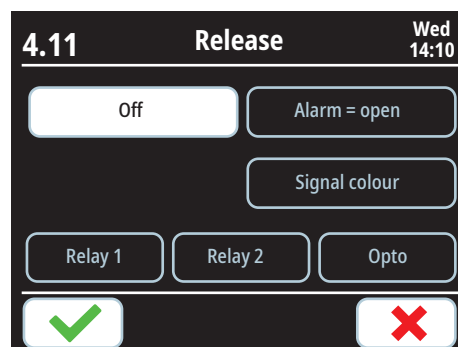 4.11 Release Wed
14:10
Off Alarm = open
Signal colour
Relay 1 Relay 2 Opto